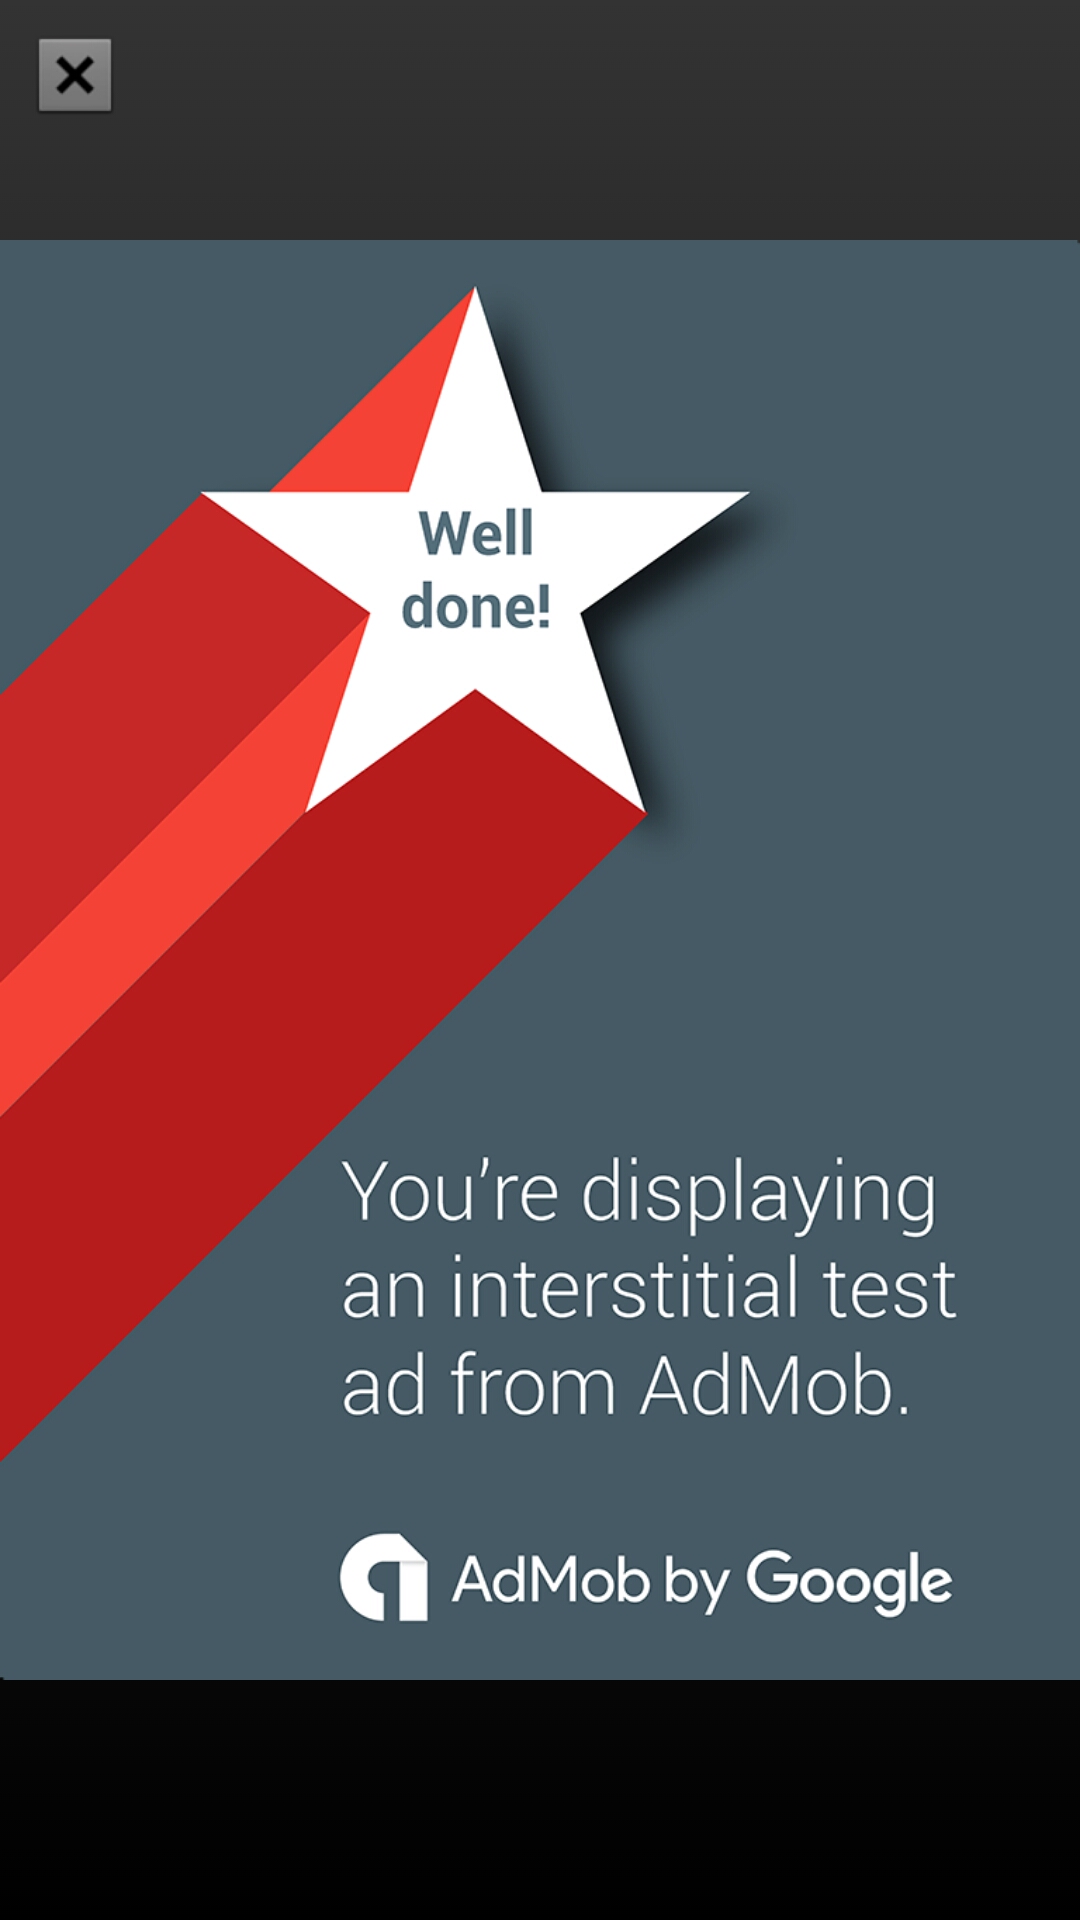 Well
done!
You’re displaying
an interstitial test
ad from AdMob.
AdMob by Google